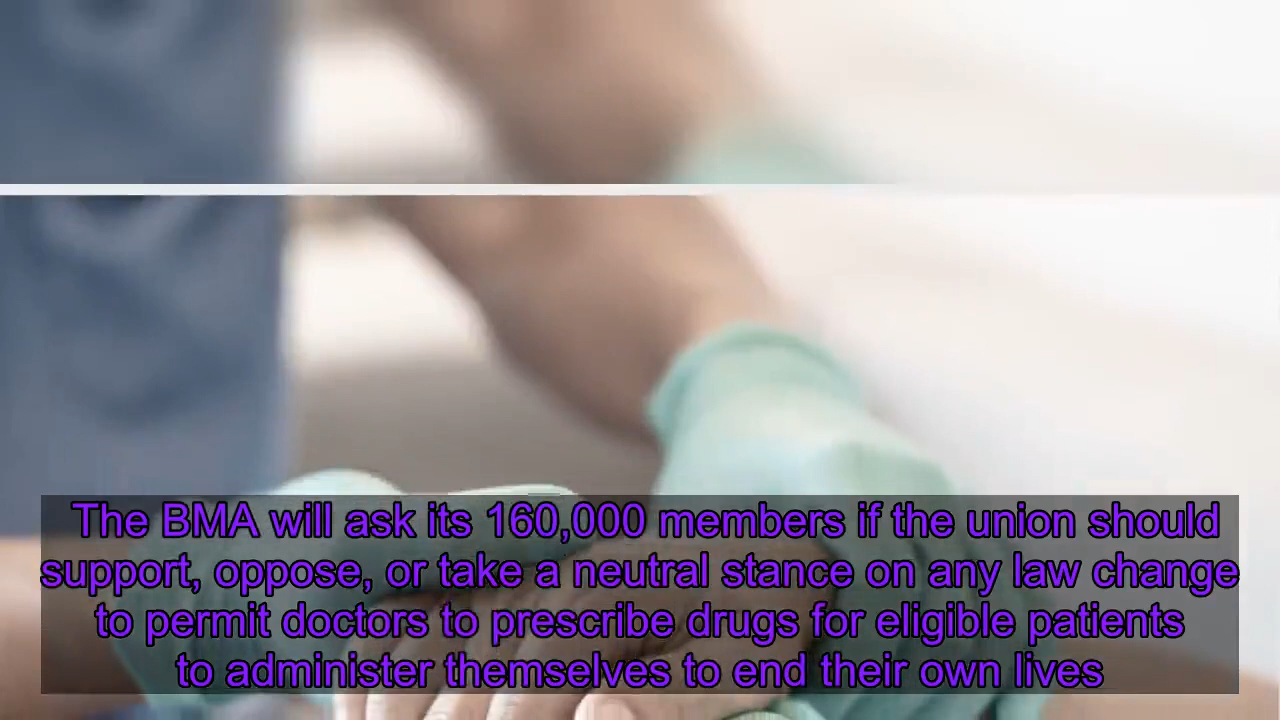 The BMA will ask its 160,000 members if the union should
support, oppose, or take a neutral stance on any law change
to permit doctors to prescribe drugs for eligible patients
to administer themselves to end their own lives